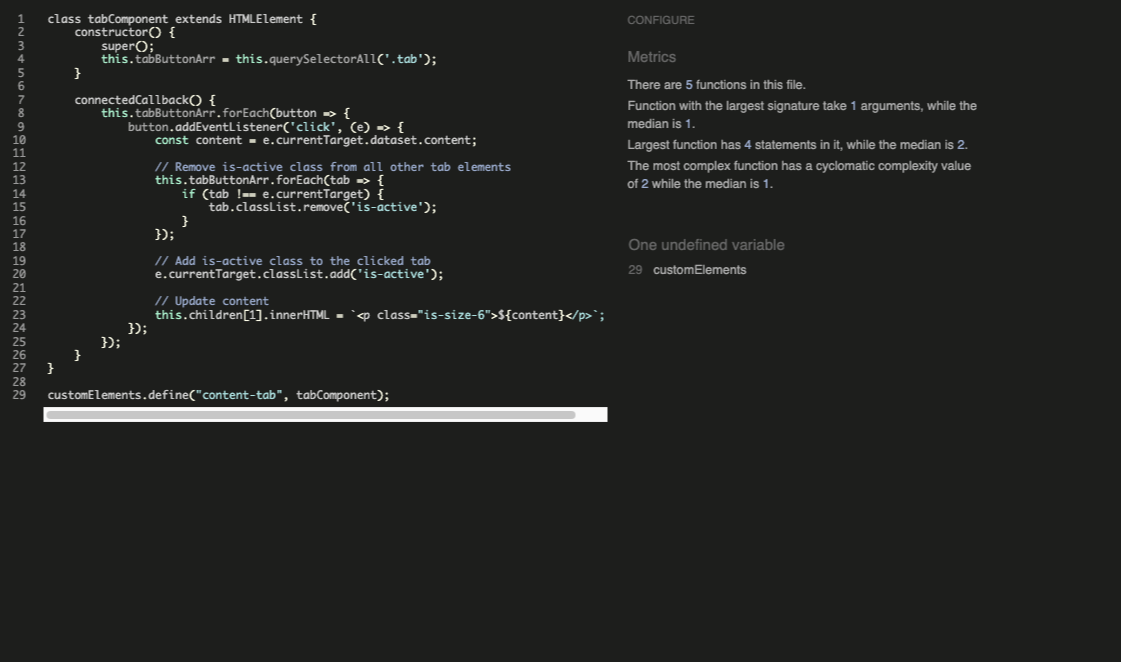 1 class tabComponent extends HTMLElement {
2 constructor() {
3 super();
4 this.tabButtonArr = this.querySelectorAll('.tab');
5 }
6
7 connectedCallback() {
8 this.tabButtonArr.forEach(button => {
9 button.addEventListener('click', (e) => {
10 const content = e.currentTarget.dataset.content;
11
12 // Remove is-active class from all other tab elements
13 this.tabButtonArr.forEach(tab => {
14 if (tab !== e.currentTarget) {
15 tab.classList.remove('is-active');
16 }
17 });
18
19 // Add is-active class to the clicked tab
20 e.currentTarget.classList.add('is-active');
21
22 // Update content
23 this.children[1].innerHTML = `<p class="is-size-6">${content}</p>`;
24 });
25 });
26 }
27 }
28
29 customElements.define("content-tab", tabComponent);
CONFIGURE
Metrics
There are 5 functions in this file.
Function with the largest signature take 1 arguments, while the
median is 1.
Largest function has 4 statements in it, while the median is 2.
The most complex function has a cyclomatic complexity value
of 2 while the median is 1.
One undefined variable
29 customElements